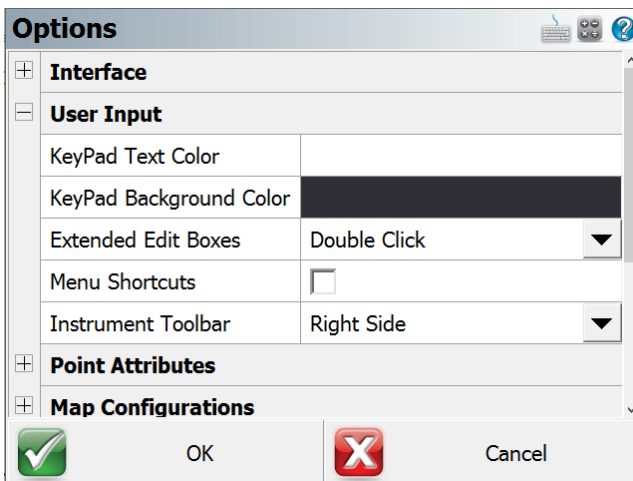 Options
Interface
User Input
KeyPad Text Color
KeyPad Background Color
Extended Edit Boxes Double Click
Menu Shortcuts
Instrument Toolbar Right Side
Point Attributes
Map Configurations
OK Cancel